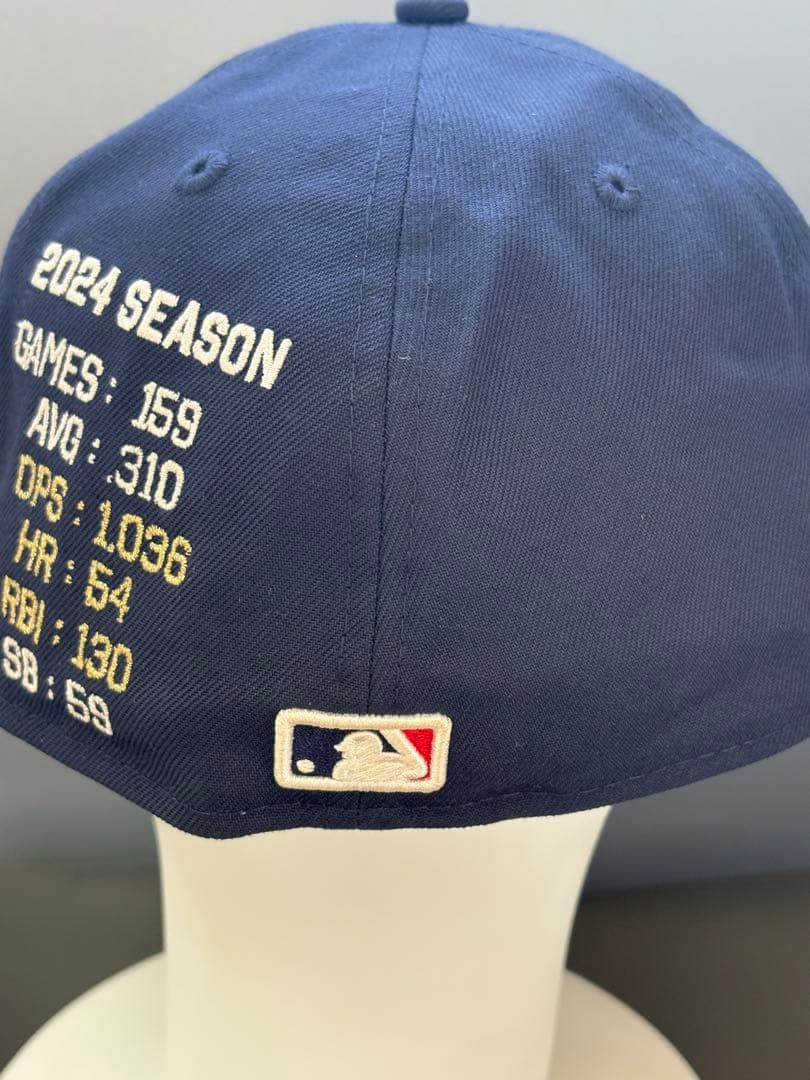 2024 SEASON
GAMES: 159
AVG: .310
OPS: 1.036
HR: 54
RBI: 130
SB: 59